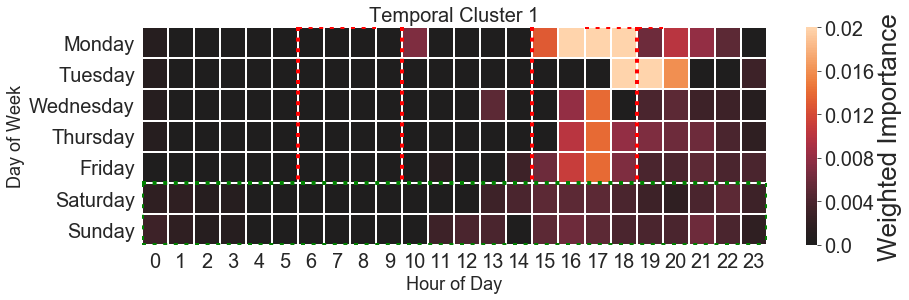 Temporal Cluster 1
Day of Week
Monday
Tuesday
Wednesday
Thursday
Friday
Saturday
Sunday
0 1 2 3 4 5 6 7 8 9 10 11 12 13 14 15 16 17 18 19 20 21 22 23
Hour of Day
0.02
0.016
0.012
0.008
0.004
0.0
Weighted Importance